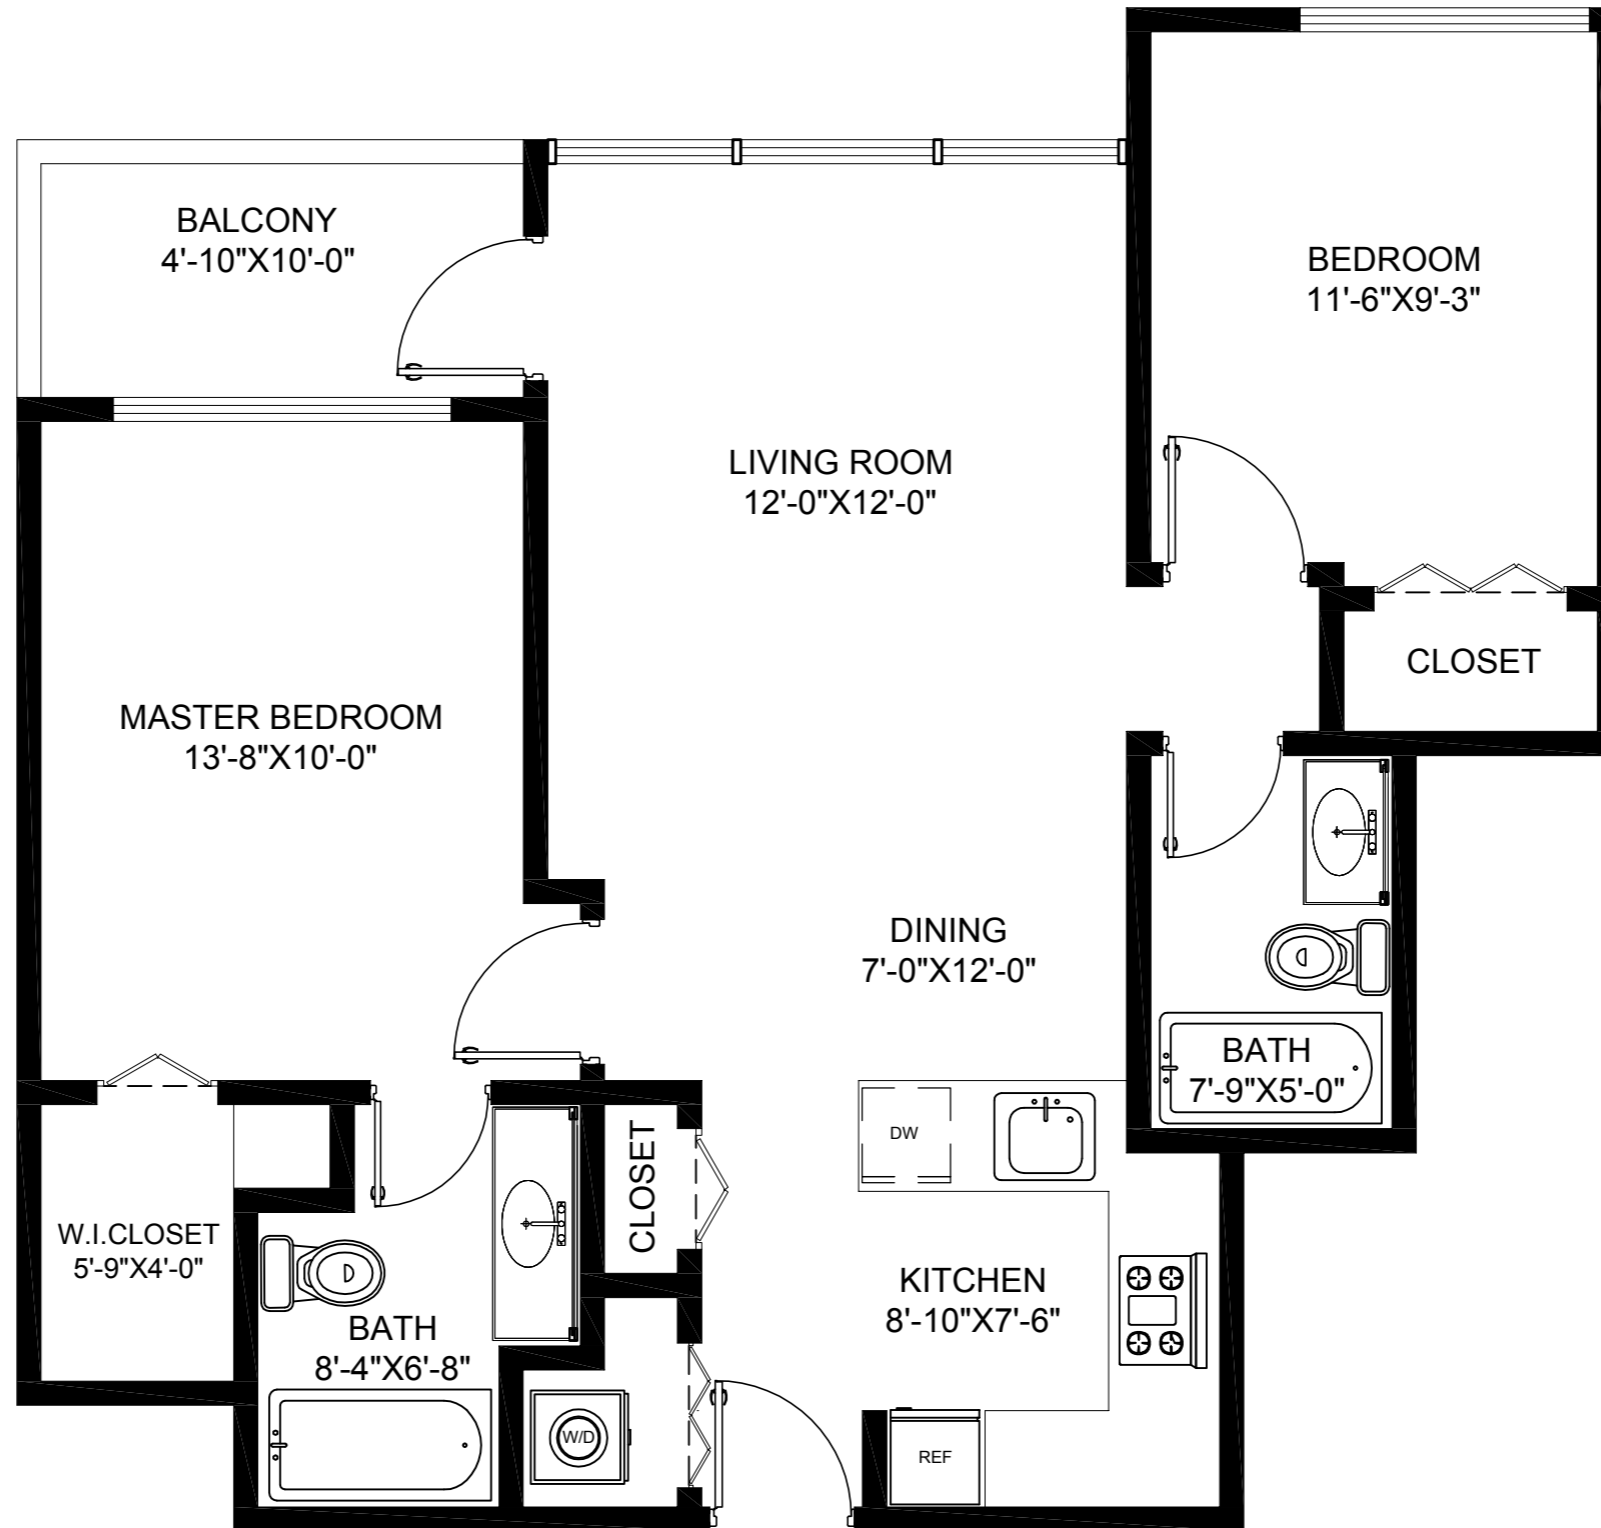 BALCONY
4'-10"X10'-0"
BEDROOM
11'-6"X9'-3"
LIVING ROOM
12'-0"X12'-0"
CLOSET
MASTER BEDROOM
13'-8"X10'-0"
DINING
7'-0"X12'-0"
BATH
7'-9"X5'-0"
DW
CLOSET
W.I.CLOSET
5'-9"X4'-0"
KITCHEN
8'-10"X7'-6"
BATH
8'-4"X6'-8"
W/D
REF